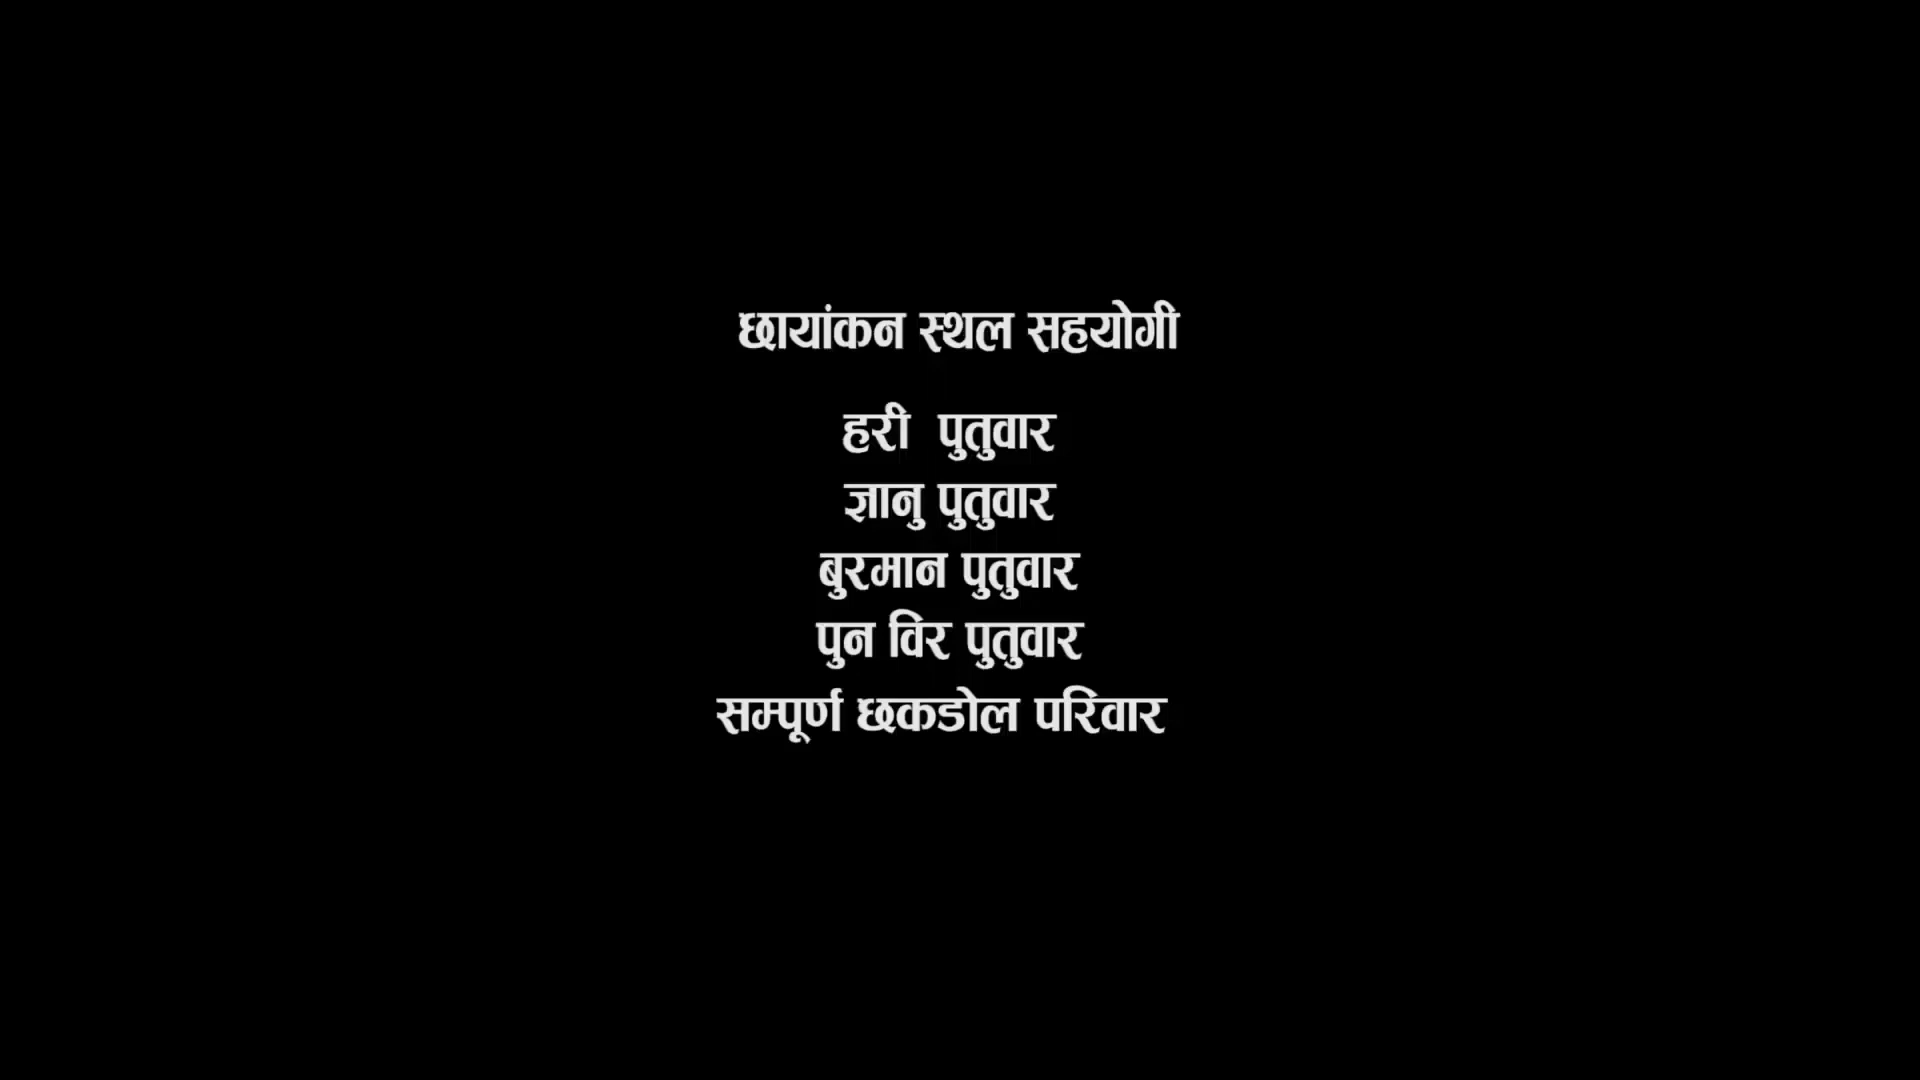 छायांकन स्थल सहयोगी
हरी पुतुवार
ज्ञानु पुतुवार
बुरमान पुतुवार
पुन विर पुतुवार
सम्पूर्ण छकडोल परिवार